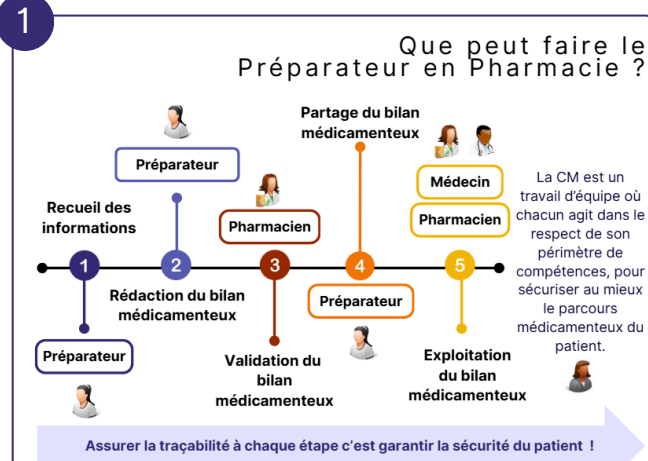 1
Que peut faire le
Préparateur en Pharmacie ?
Partage du bilan
médicamenteux
Préparateur
Médecin
Pharmacien
Pharmacien
La CM est un
travail d'équipe où
chacun agit dans le
respect de son
périmètre de
compétences, pour
sécuriser au mieux
le parcours
médicamenteux du
patient.
Recueil des
informations
1
2
3
4
5
Rédaction du bilan
médicamenteux
Préparateur
Préparateur
Validation du
bilan
médicamenteux
Exploitation
du bilan
médicamenteux
Assurer la traçabilité à chaque étape c'est garantir la sécurité du patient !